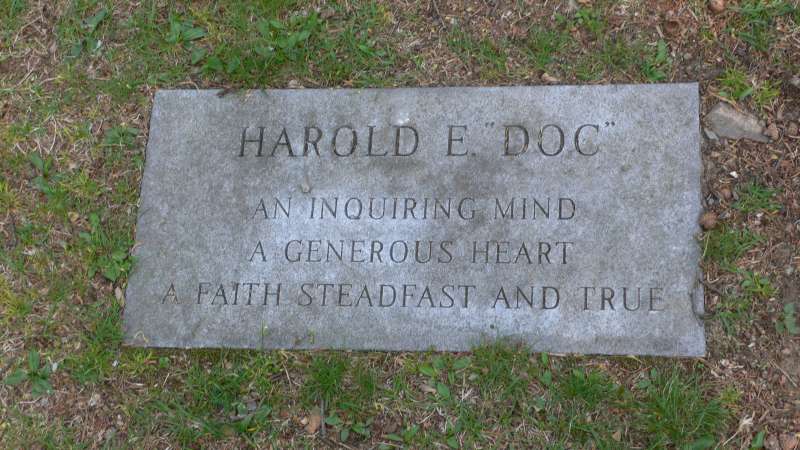 HAROLD E. "DOC"
AN INQUIRING MIND
A GENEROUS HEART
A FAITH STEADFAST AND TRUE